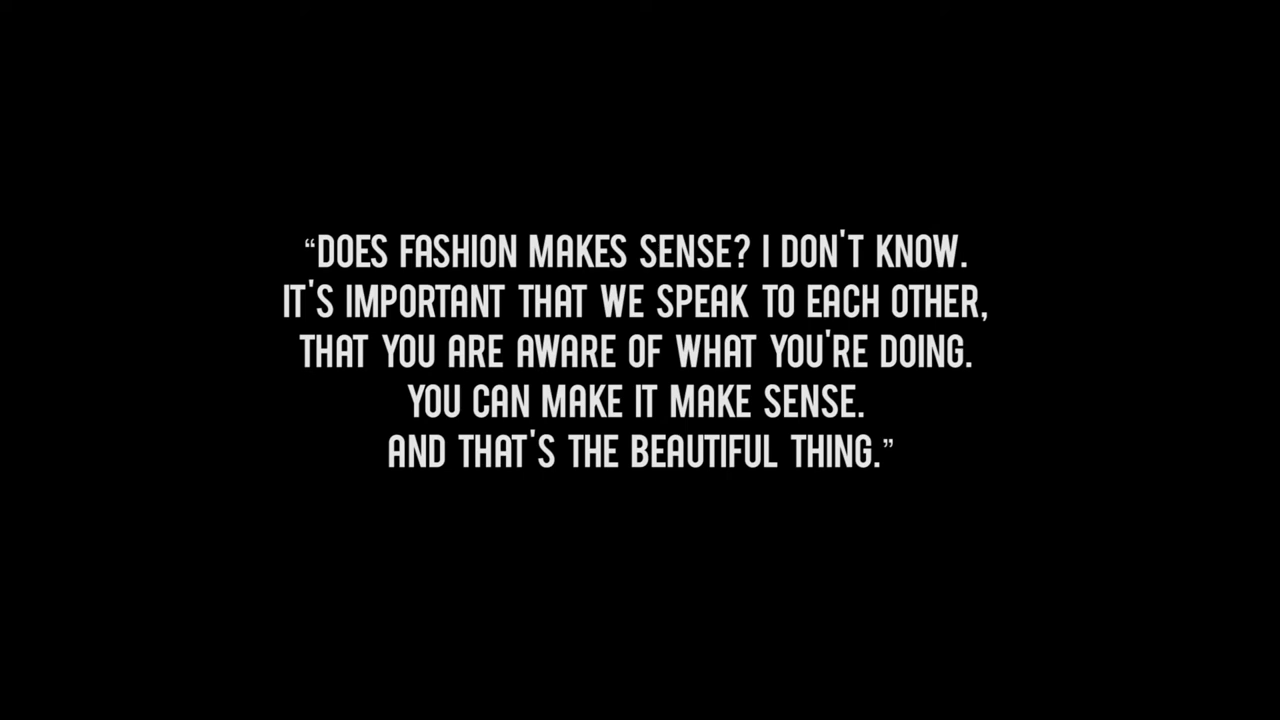 “DOES FASHION MAKES SENSE? I DON'T KNOW.
IT'S IMPORTANT THAT WE SPEAK TO EACH OTHER,
THAT YOU ARE AWARE OF WHAT YOU'RE DOING.
YOU CAN MAKE IT MAKE SENSE.
AND THAT'S THE BEAUTIFUL THING.”